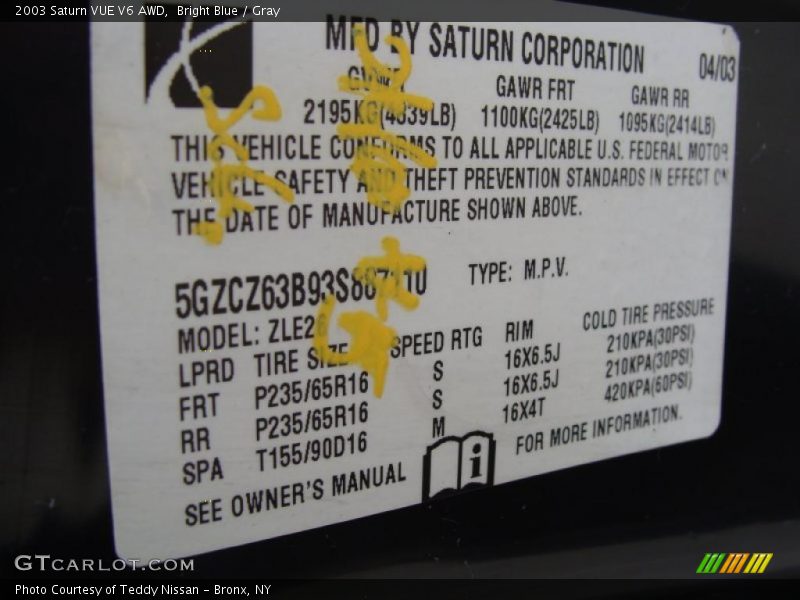 2003 Saturn VUE V6 AWD, Bright Blue / Gray
MFD BY SATURN CORPORATION 04/03
GVWR GAWR FRT GAWR RR
2195KG(4839LB) 1100KG(2425LB) 1095KG(2414LB)
THIS VEHICLE CONFORMS TO ALL APPLICABLE U.S. FEDERAL MOTOR
VEHICLE SAFETY AND THEFT PREVENTION STANDARDS IN EFFECT ON
THE DATE OF MANUFACTURE SHOWN ABOVE.
TYPE: M.P.V.
MODEL:
LPRD TIRE SIZE SPEED RTG RIM COLD TIRE PRESSURE
FRT P235/65R16 S 16X6.5J 210KPA(30PSI)
RR P235/65R16 S 16X6.5J 210KPA(30PSI)
SPA T155/90D16 M 16X4T 420KPA(60PSI)
SEE OWNER'S MANUAL i FOR MORE INFORMATION.
GTCARLOT.COM
Photo Courtesy of Teddy Nissan - Bronx, NY